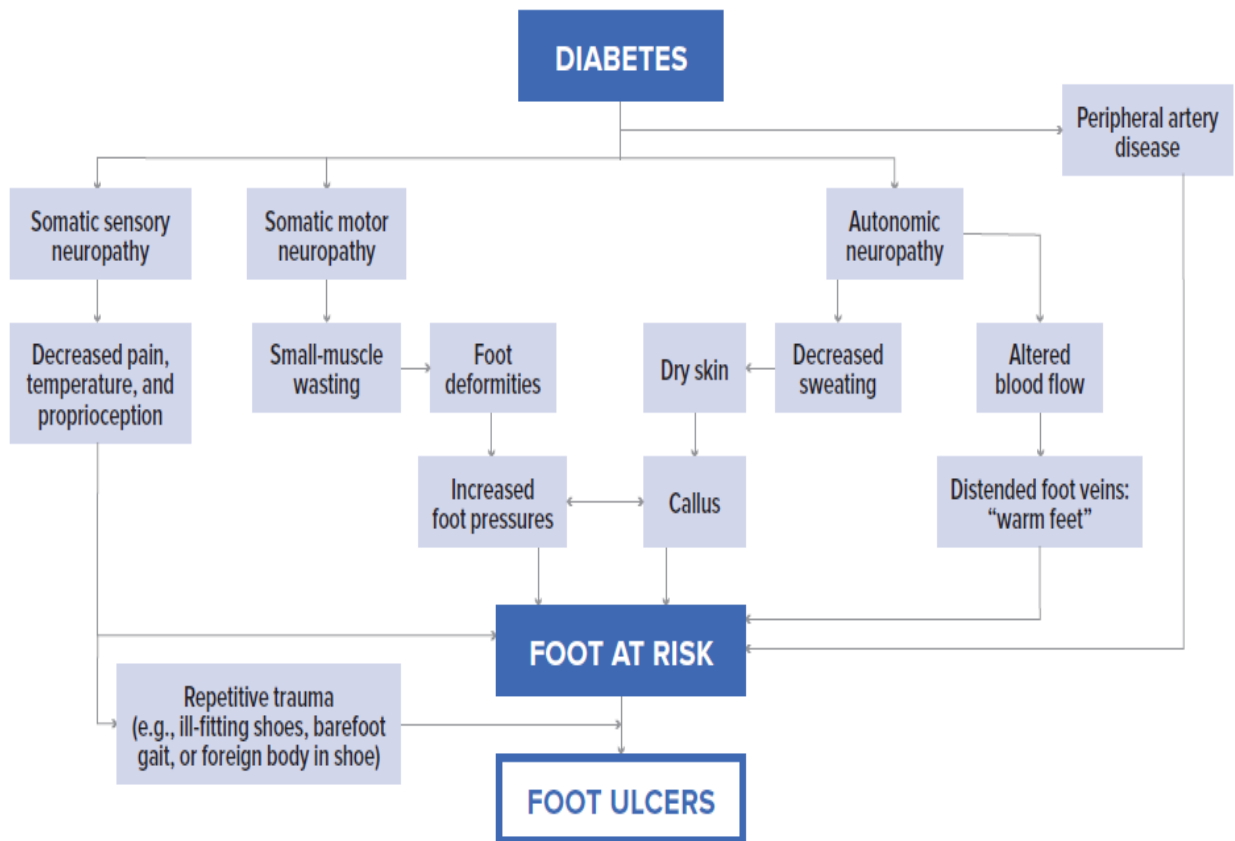 DIABETES
Peripheral artery
disease
Somatic sensory
neuropathy
Somatic motor
neuropathy
Autonomic
neuropathy
Decreased pain,
temperature, and
proprioception
Small-muscle
wasting
Foot
deformities
Dry skin
Decreased
sweating
Altered
blood flow
Increased
foot pressures
Callus
Distended foot veins:
“warm feet”
FOOT AT RISK
Repetitive trauma
(e.g., ill-fitting shoes, barefoot
gait, or foreign body in shoe)
FOOT ULCERS